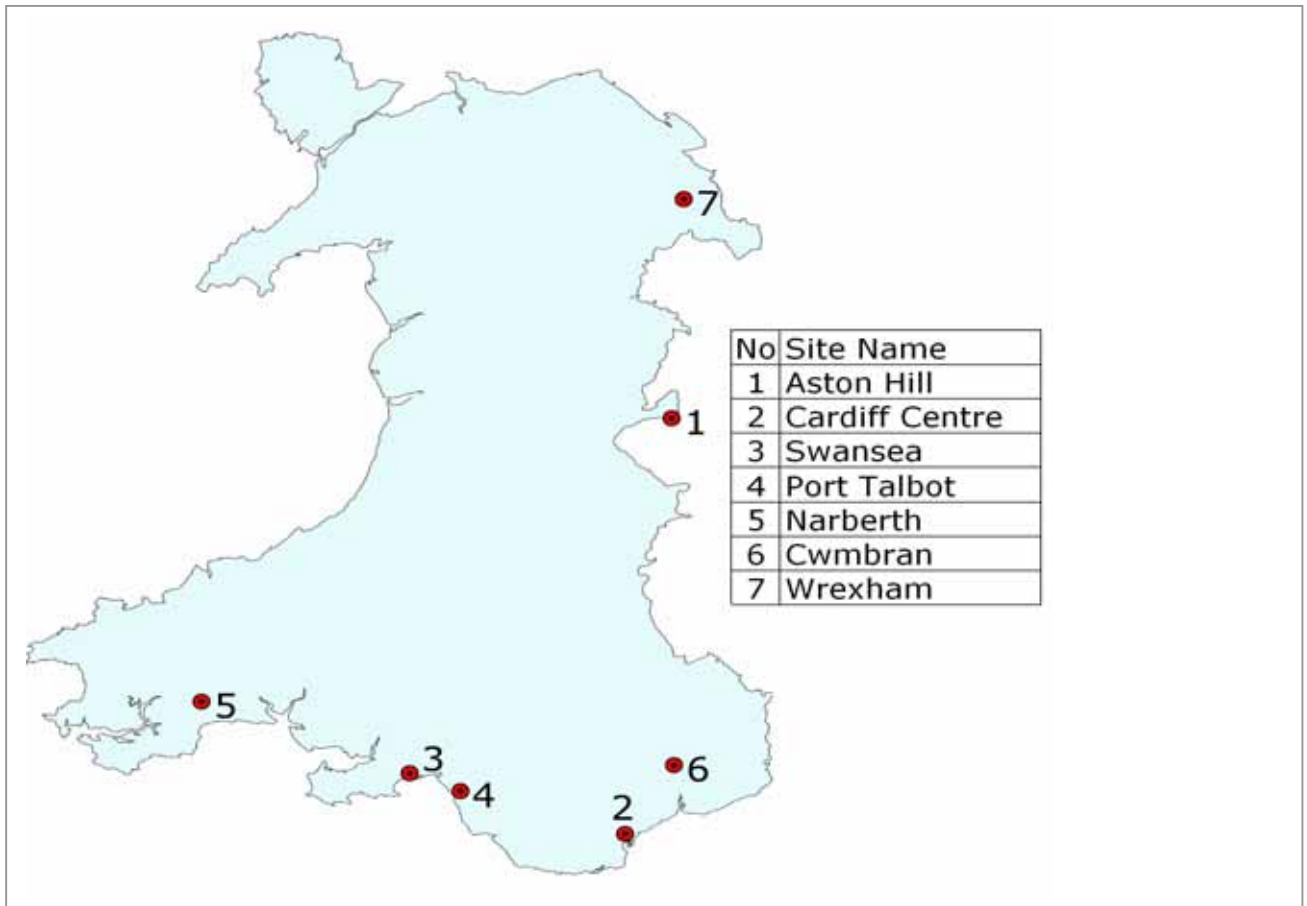 7
No Site Name
1 Aston Hill
2 Cardiff Centre
3 Swansea
4 Port Talbot
5 Narberth
6 Cwmbran
7 Wrexham
1
5
3
4
6
2